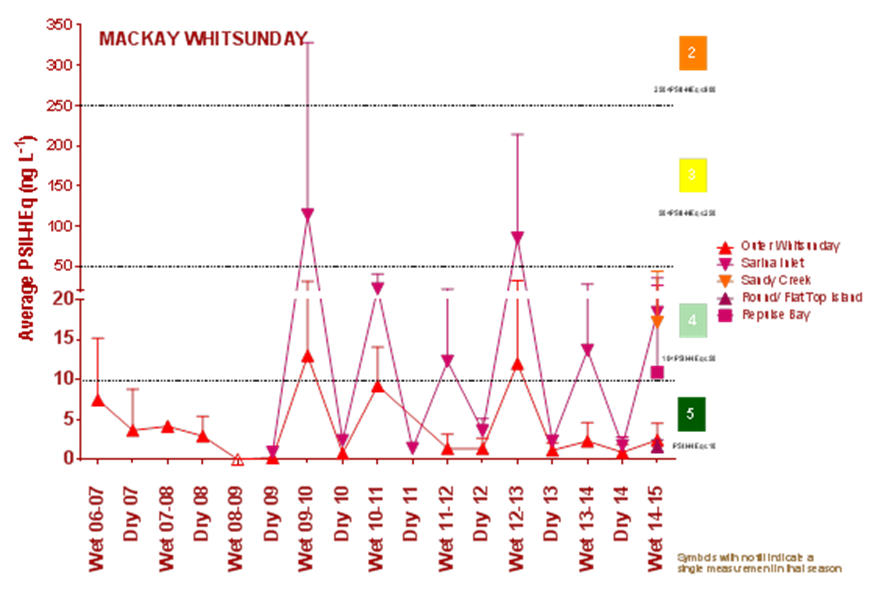 MACKAY WHITSUNDAY
Average PSII-HEq (ng L-1)
350
300
250
200
150
100
50
20
15
10
5
0
Wet 06-07
Dry 07
Wet 07-08
Dry 08
Wet 08-09
Dry 09
Wet 09-10
Dry 10
Wet 10-11
Dry 11
Wet 11-12
Dry 12
Wet 12-13
Dry 13
Wet 13-14
Dry 14
Wet 14-15
2
3
4
5
Outer Whitsunday
Sarina Inlet
Sandy Creek
Round/ Flat Top Island
Repulse Bay
Symbols with no fill indicate a
single measurement in that season